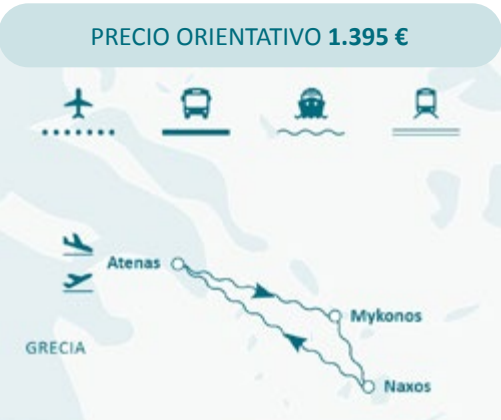 PRECIO ORIENTATIVO 1.395 €
Atenas
Mykonos
GRECIA
Naxos